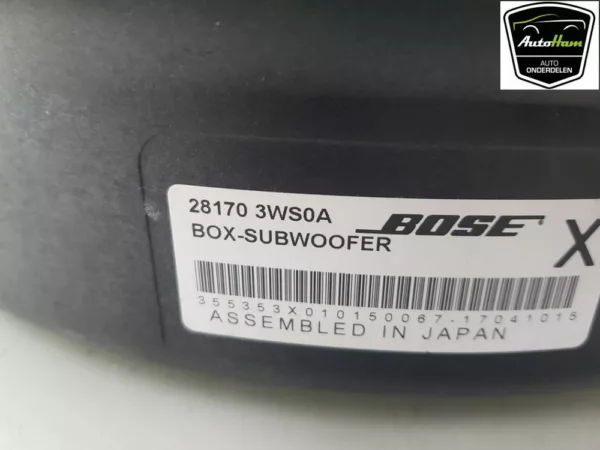 AutoHam
AUTO
ONDERDELEN
28170 3WS0A
BOSE
X
BOX-SUBWOOFER
355353X010150067-17041015
ASSEMBLED IN JAPAN